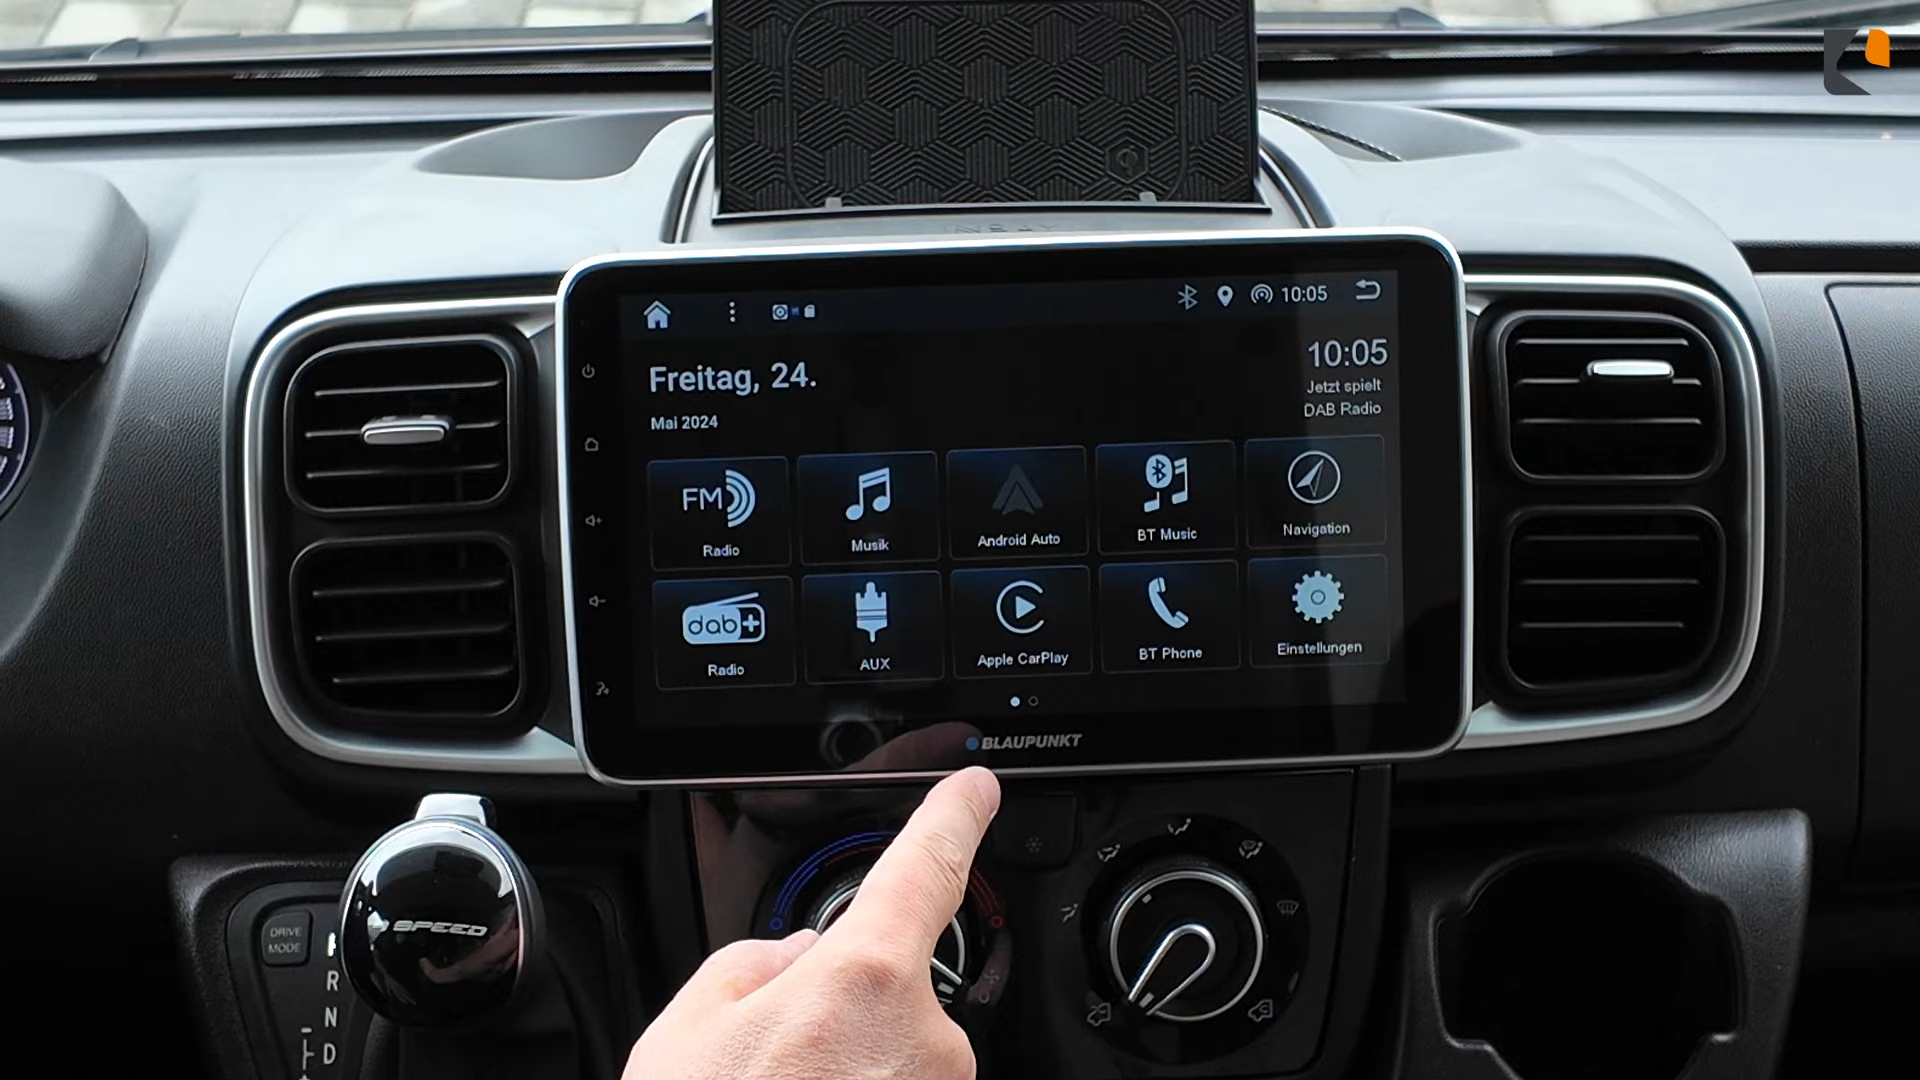 10:05
10:05
Freitag, 24.
Jetzt spielt
Mai 2024
DAB Radio
FM
Radio
Musik
Android Auto
BT Music
Navigation
dab+
Radio
AUX
Apple CarPlay
BT Phone
Einstellungen
BLAUPUNKT
SPEED
DRIVE
MODE
R
N
D